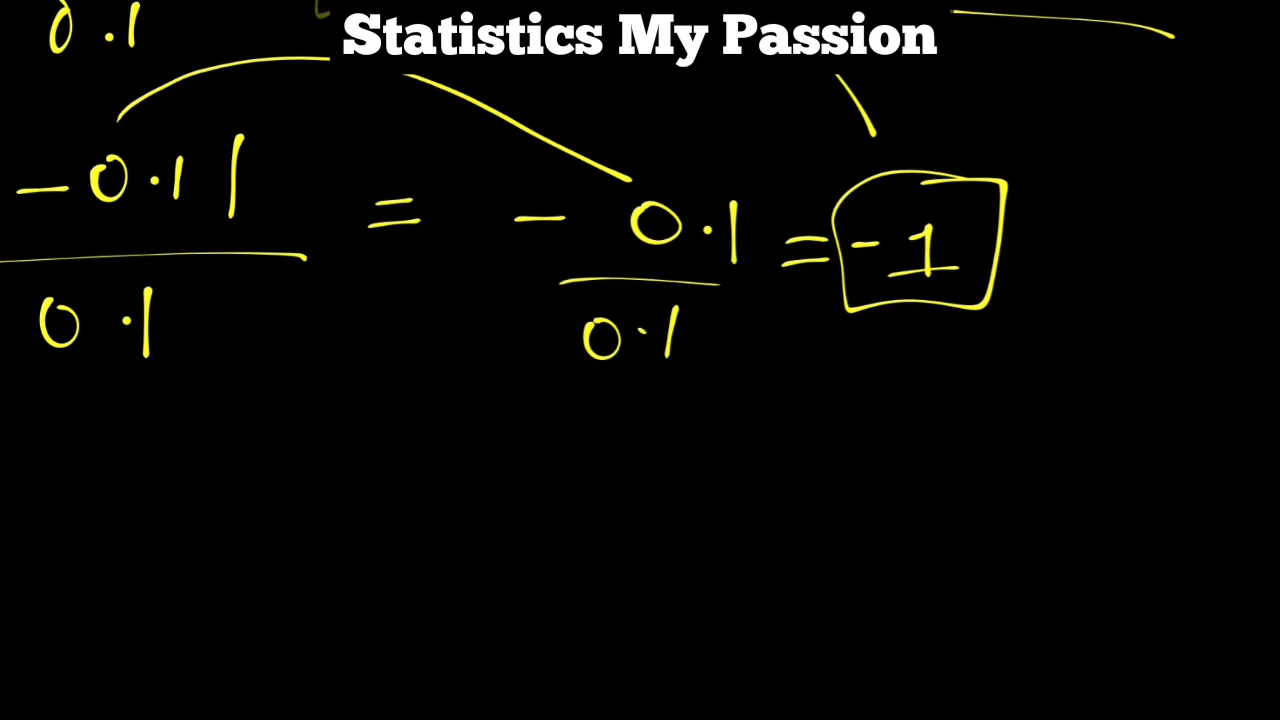 Statistics My Passion
0.1
-0.1| = - 0.1 = -1
0.1 0.1